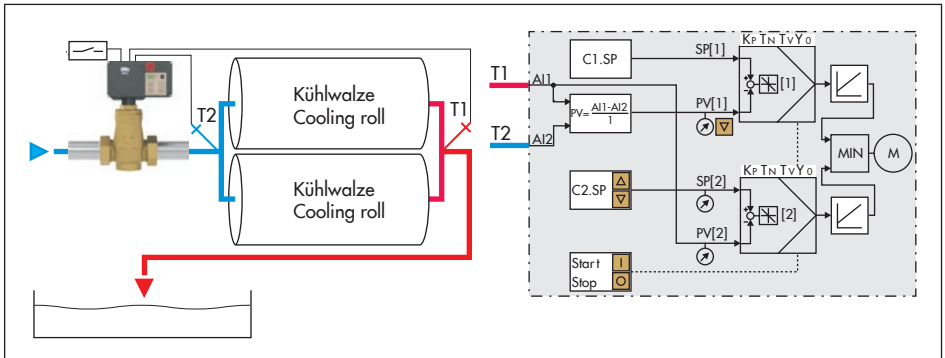 T2
T1
Kühlwalze
Cooling roll
Kühlwalze
Cooling roll
T1
AI1
T2
AI2
C1.SP
SP[1]
KP TN TV Y0
[1]
PV= AI1-AI2
1
PV[1]
C2.SP
SP[2]
KP TN TV Y0
[2]
PV[2]
MIN
M
Start I
Stop O